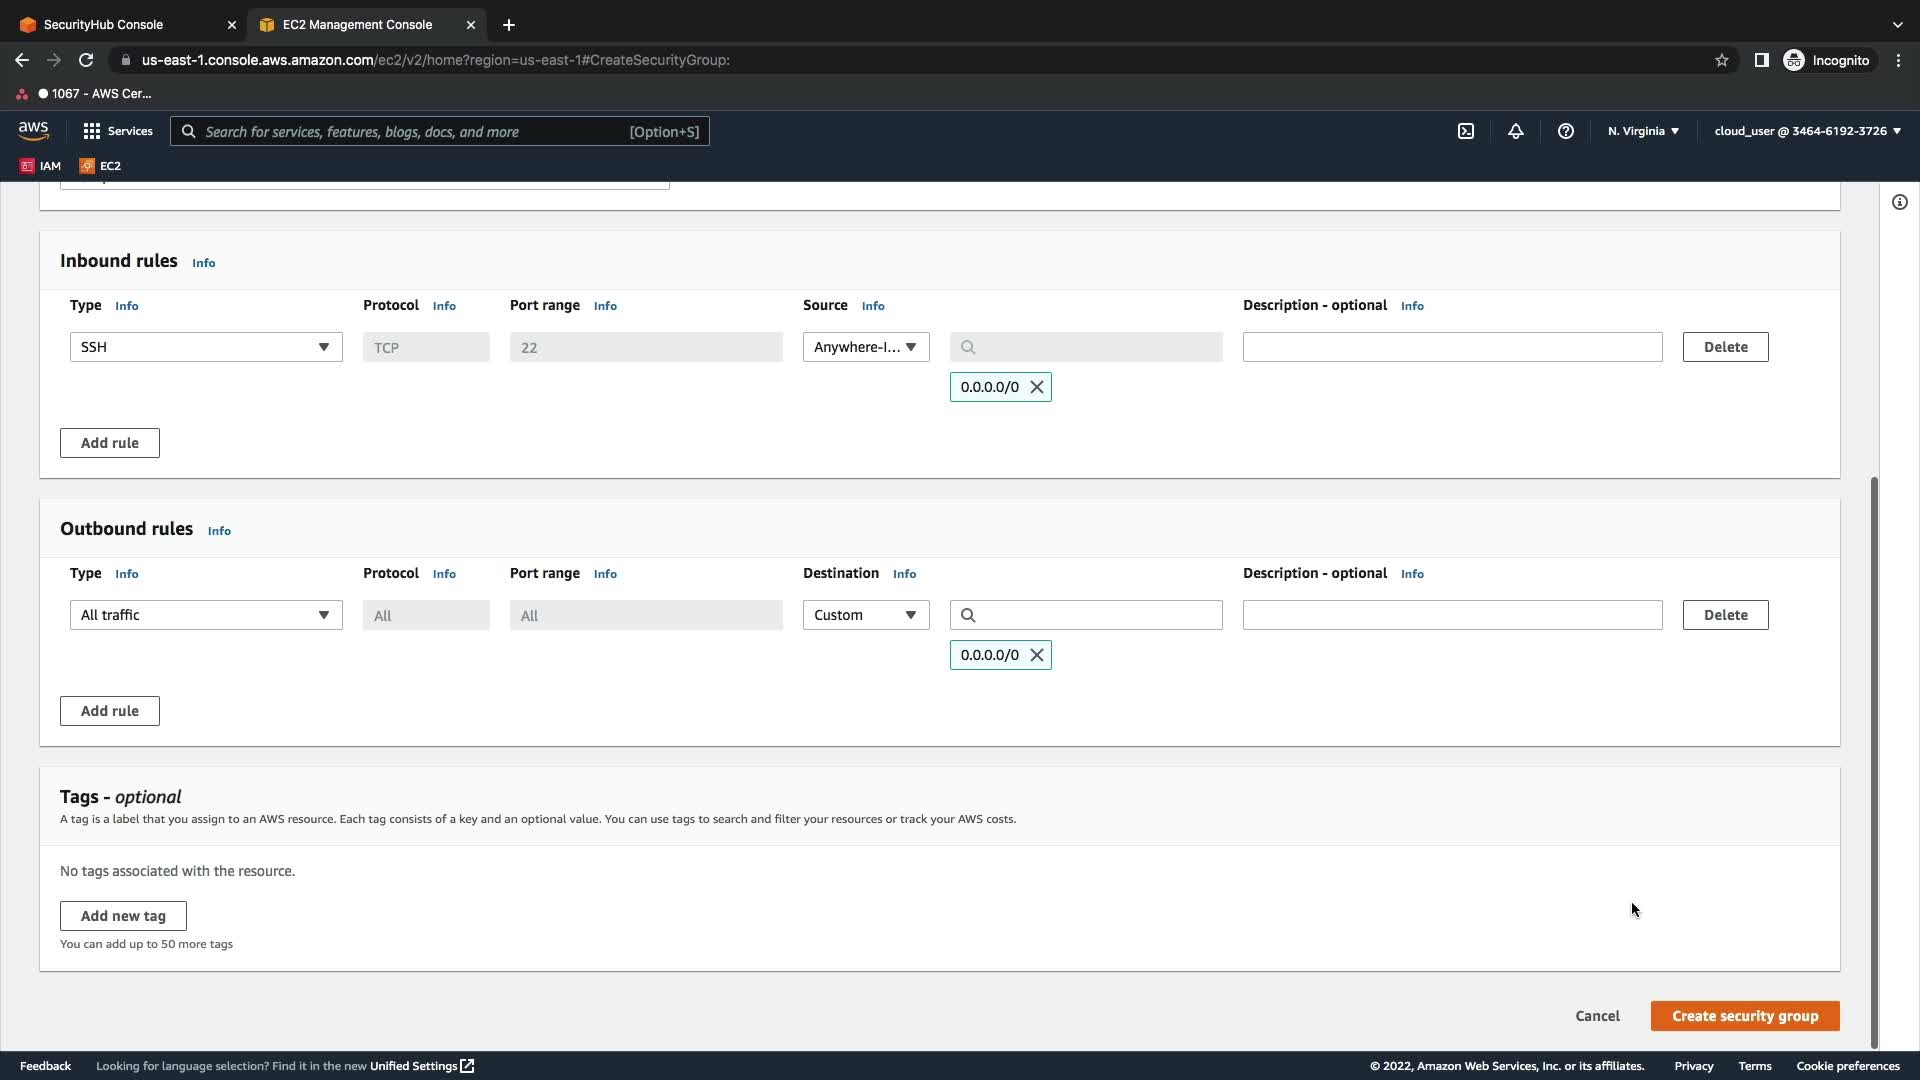 SecurityHub Console
EC2 Management Console
us-east-1.console.aws.amazon.com/ec2/v2/home?region=us-east-1#CreateSecurityGroup:
Incognito
1067 - AWS Cer...
aws
Services
Search for services, features, blogs, docs, and more [Option+S]
N. Virginia
cloud_user @ 3464-6192-3726
IAM
EC2
Inbound rules Info
Type Info Protocol Info Port range Info Source Info Description - optional Info
SSH TCP 22 Anywhere-I... Delete
0.0.0.0/0
Add rule
Outbound rules Info
Type Info Protocol Info Port range Info Destination Info Description - optional Info
All traffic All All Custom Delete
0.0.0.0/0
Add rule
Tags - optional
A tag is a label that you assign to an AWS resource. Each tag consists of a key and an optional value. You can use tags to search and filter your resources or track your AWS costs.
No tags associated with the resource.
Add new tag
You can add up to 50 more tags
Cancel Create security group
Feedback Looking for language selection? Find it in the new Unified Settings © 2022, Amazon Web Services, Inc. or its affiliates. Privacy Terms Cookie preferences